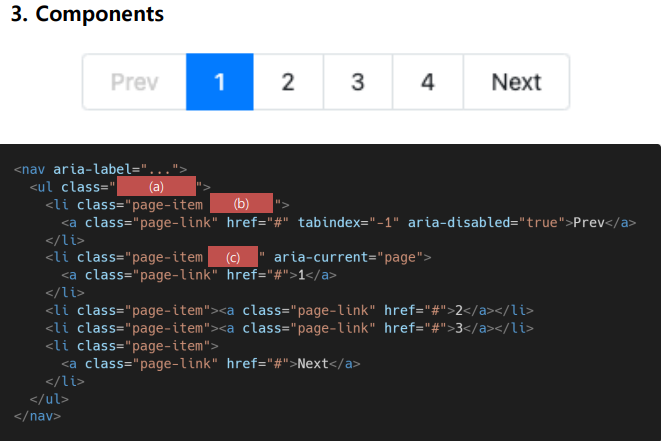 3. Components
Prev 1 2 3 4 Next
<nav aria-label="...">
<ul class="(a)">
<li class="page-item (b)">
<a class="page-link" href="#" tabindex="-1" aria-disabled="true">Prev</a>
</li>
<li class="page-item (c)" aria-current="page">
<a class="page-link" href="#">1</a>
</li>
<li class="page-item"><a class="page-link" href="#">2</a></li>
<li class="page-item"><a class="page-link" href="#">3</a></li>
<li class="page-item">
<a class="page-link" href="#">Next</a>
</li>
</ul>
</nav>